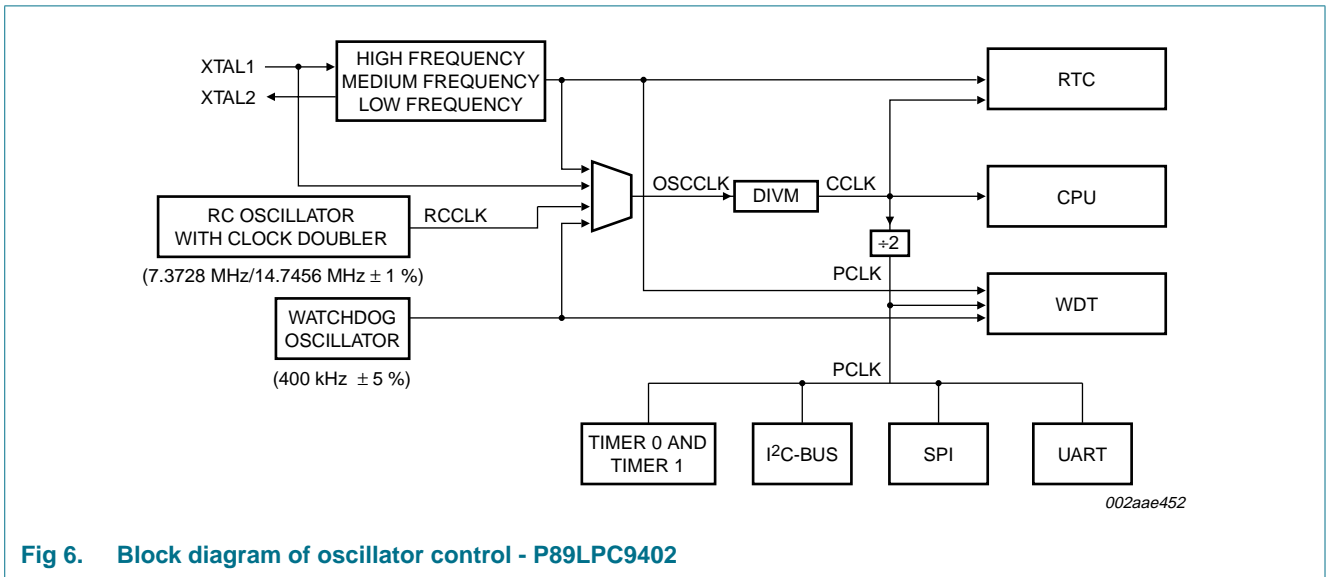 XTAL1
XTAL2
HIGH FREQUENCY
MEDIUM FREQUENCY
LOW FREQUENCY
RTC
OSCCLK
DIVM
CCLK
CPU
RC OSCILLATOR
WITH CLOCK DOUBLER
RCCLK
(7.3728 MHz/14.7456 MHz ± 1 %)
÷2
PCLK
WDT
WATCHDOG
OSCILLATOR
(400 kHz ± 5 %)
PCLK
TIMER 0 AND
TIMER 1
I²C-BUS
SPI
UART
002aae452
Fig 6. Block diagram of oscillator control - P89LPC9402